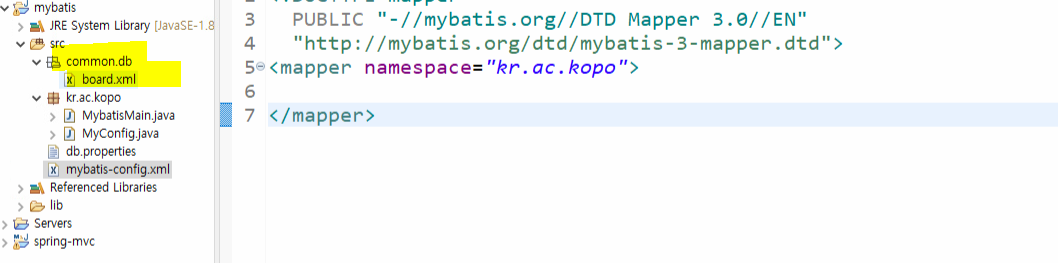 mybatis
JRE System Library [JavaSE-1.8
src
common.db
board.xml
kr.ac.kopo
MybatisMain.java
MyConfig.java
db.properties
mybatis-config.xml
Referenced Libraries
lib
Servers
spring-mvc
3 PUBLIC "-//mybatis.org//DTD Mapper 3.0//EN"
4 "http://mybatis.org/dtd/mybatis-3-mapper.dtd">
5 <mapper namespace="kr.ac.kopo">
6
7 </mapper>